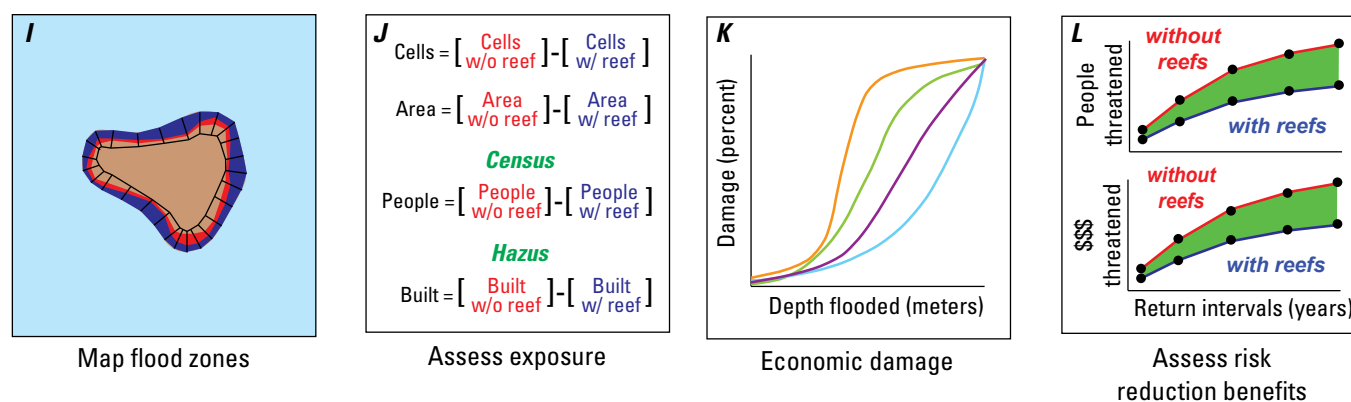 I
Map flood zones
J
Cells = [ Cells w/o reef ]-[ Cells w/ reef ]
Area = [ Area w/o reef ]-[ Area w/ reef ]
Census
People = [ People w/o reef ]-[ People w/ reef ]
Hazus
Built = [ Built w/o reef ]-[ Built w/ reef ]
Assess exposure
K
Damage (percent)
Depth flooded (meters)
Economic damage
L
without
reefs
People
threatened
with reefs
without
reefs
$$$
threatened
with reefs
Return intervals (years)
Assess risk
reduction benefits